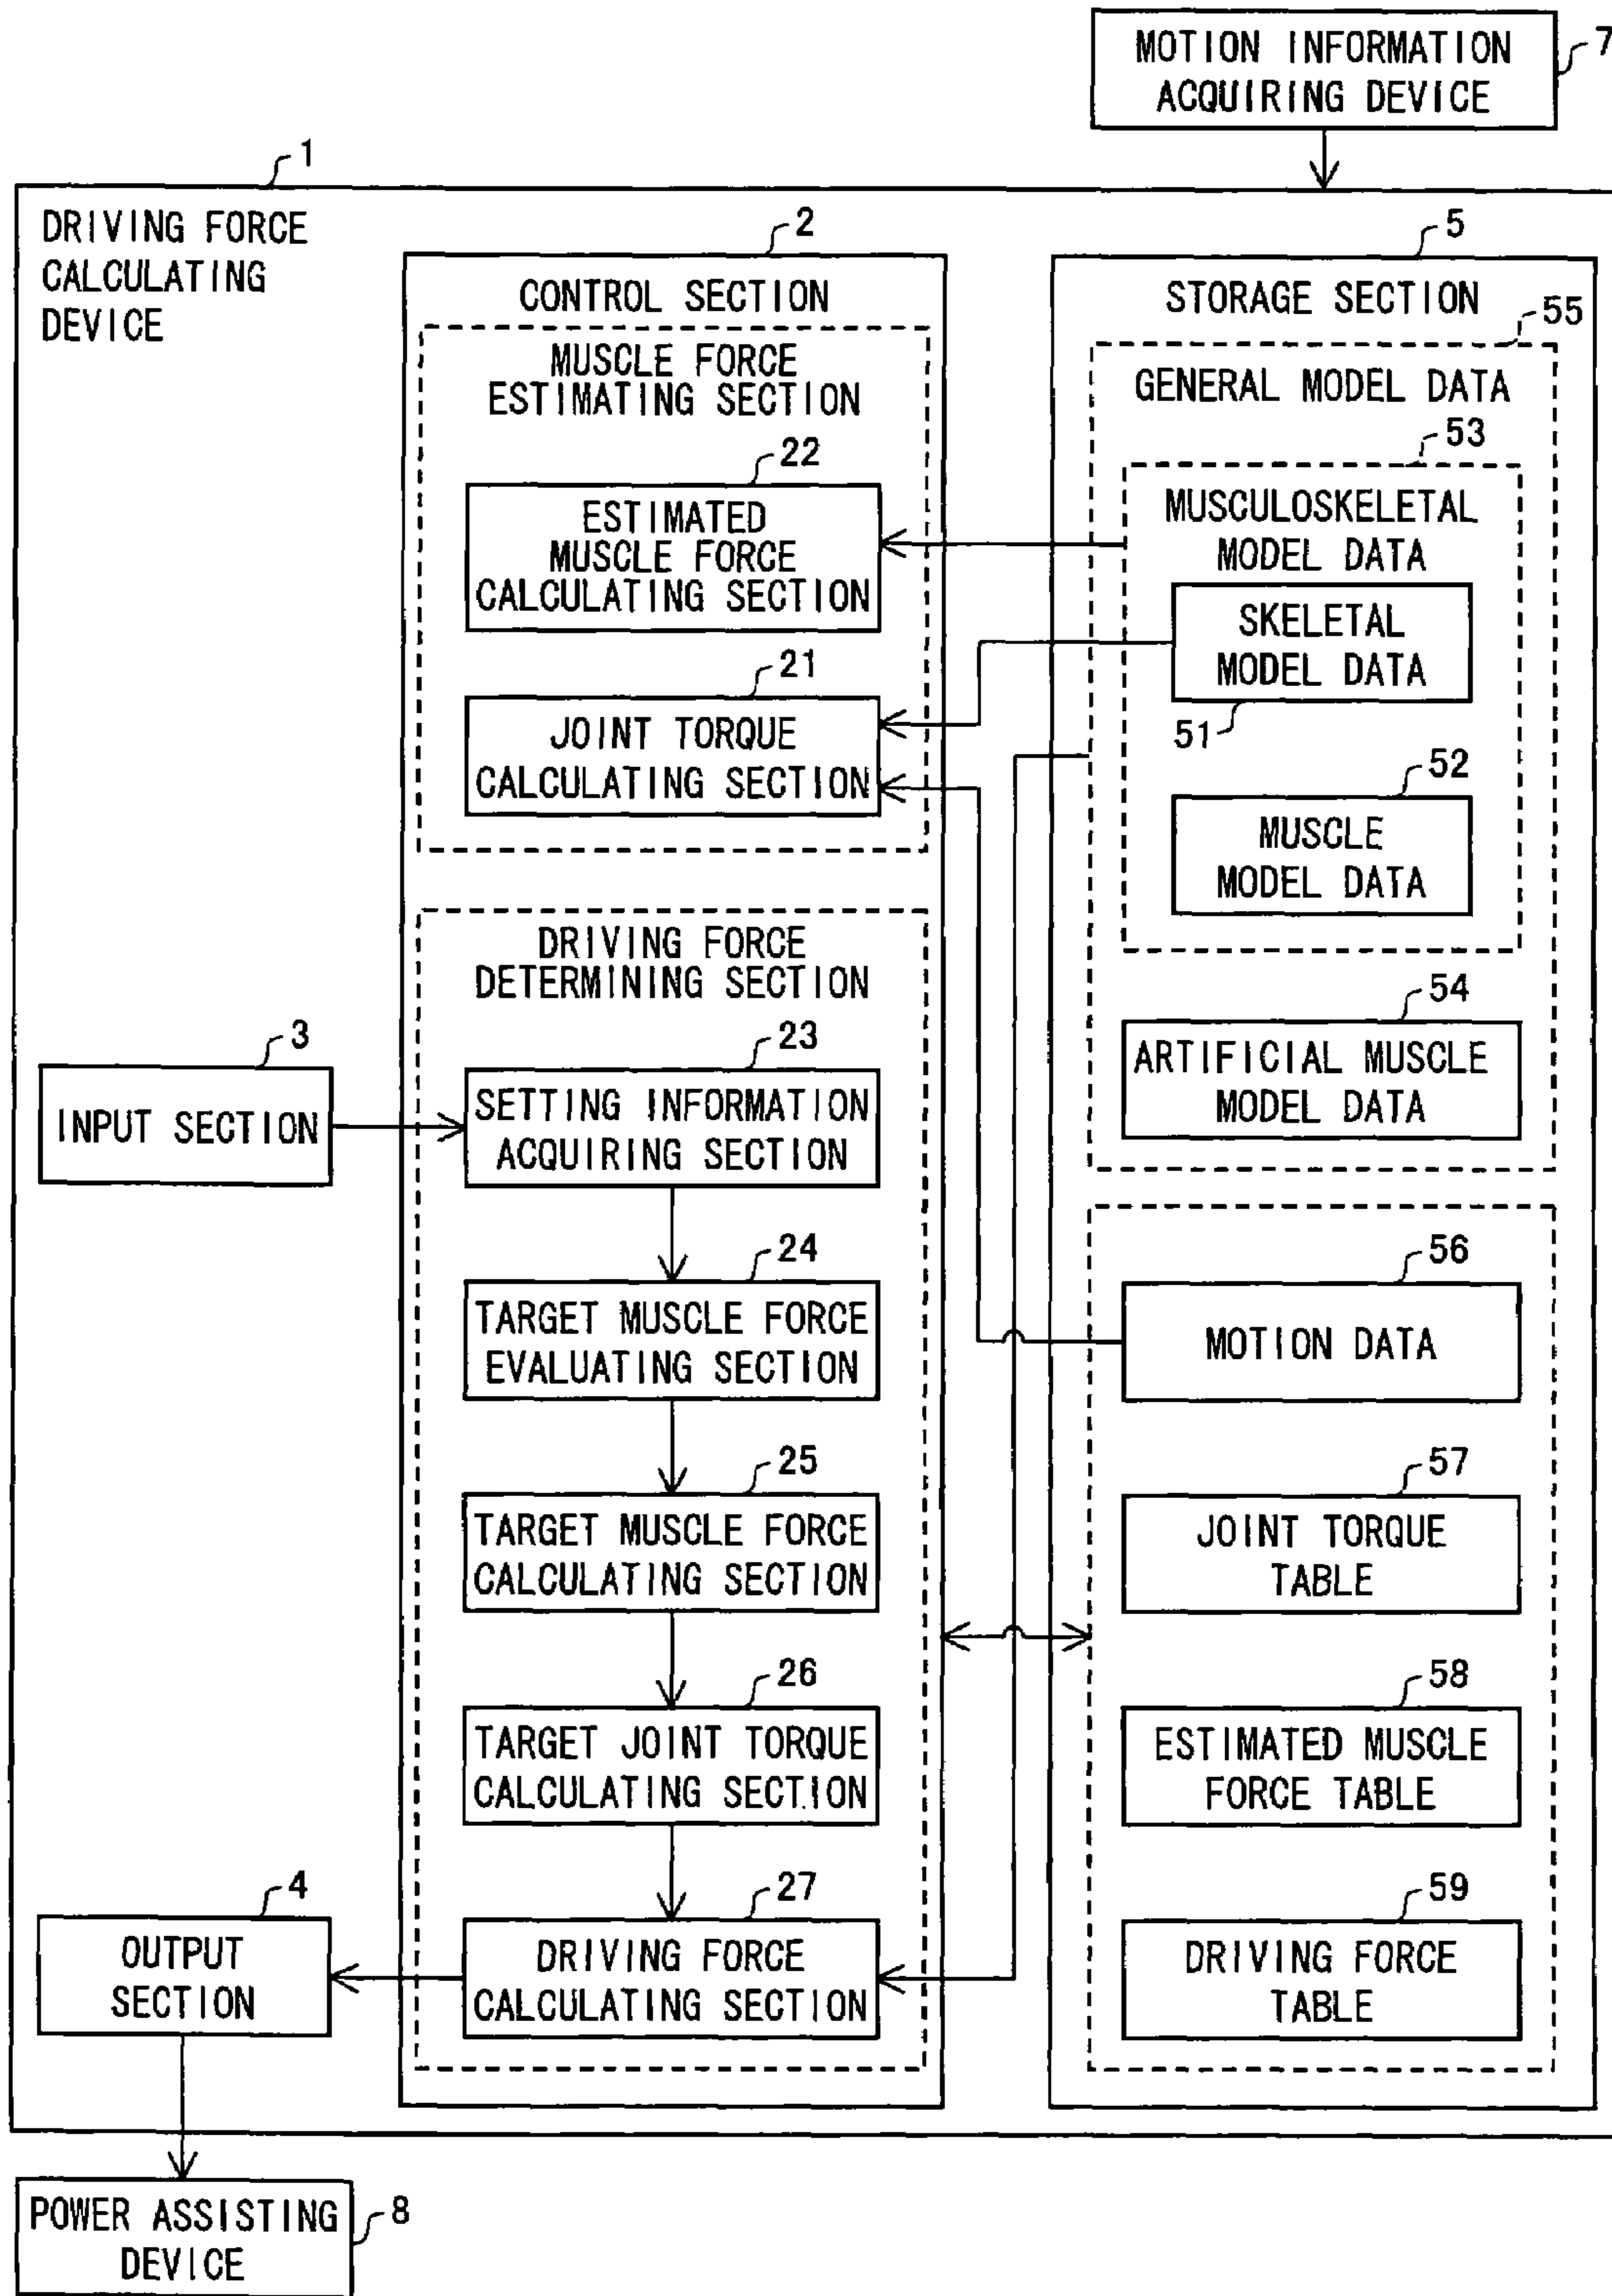 MOTION INFORMATION
ACQUIRING DEVICE
7
1
DRIVING FORCE
CALCULATING
DEVICE
2
CONTROL SECTION
MUSCLE FORCE
ESTIMATING SECTION
22
ESTIMATED
MUSCLE FORCE
CALCULATING SECTION
21
JOINT TORQUE
CALCULATING SECTION
DRIVING FORCE
DETERMINING SECTION
3
INPUT SECTION
23
SETTING INFORMATION
ACQUIRING SECTION
24
TARGET MUSCLE FORCE
EVALUATING SECTION
25
TARGET MUSCLE FORCE
CALCULATING SECTION
26
TARGET JOINT TORQUE
CALCULATING SECTION
27
DRIVING FORCE
CALCULATING SECTION
4
OUTPUT
SECTION
5
STORAGE SECTION
55
GENERAL MODEL DATA
53
MUSCULOSKELETAL
MODEL DATA
SKELETAL
MODEL DATA
51
52
MUSCLE
MODEL DATA
54
ARTIFICIAL MUSCLE
MODEL DATA
56
MOTION DATA
57
JOINT TORQUE
TABLE
58
ESTIMATED MUSCLE
FORCE TABLE
59
DRIVING FORCE
TABLE
POWER ASSISTING
DEVICE
8